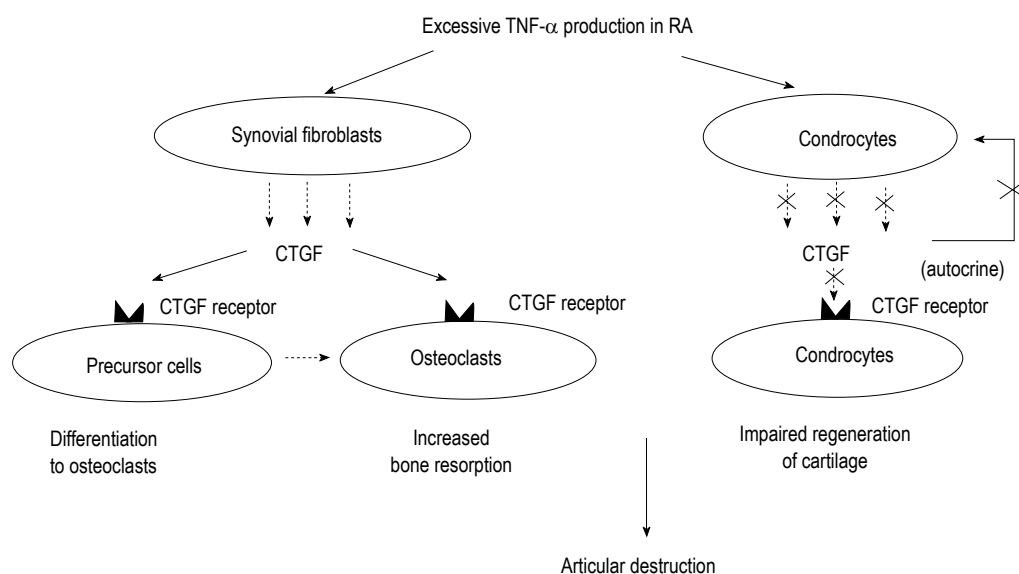 Excessive TNF-α production in RA
Synovial fibroblasts
Condrocytes
CTGF
CTGF
(autocrine)
CTGF receptor
CTGF receptor
CTGF receptor
Precursor cells
Osteoclasts
Condrocytes
Differentiation
to osteoclasts
Increased
bone resorption
Impaired regeneration
of cartilage
Articular destruction